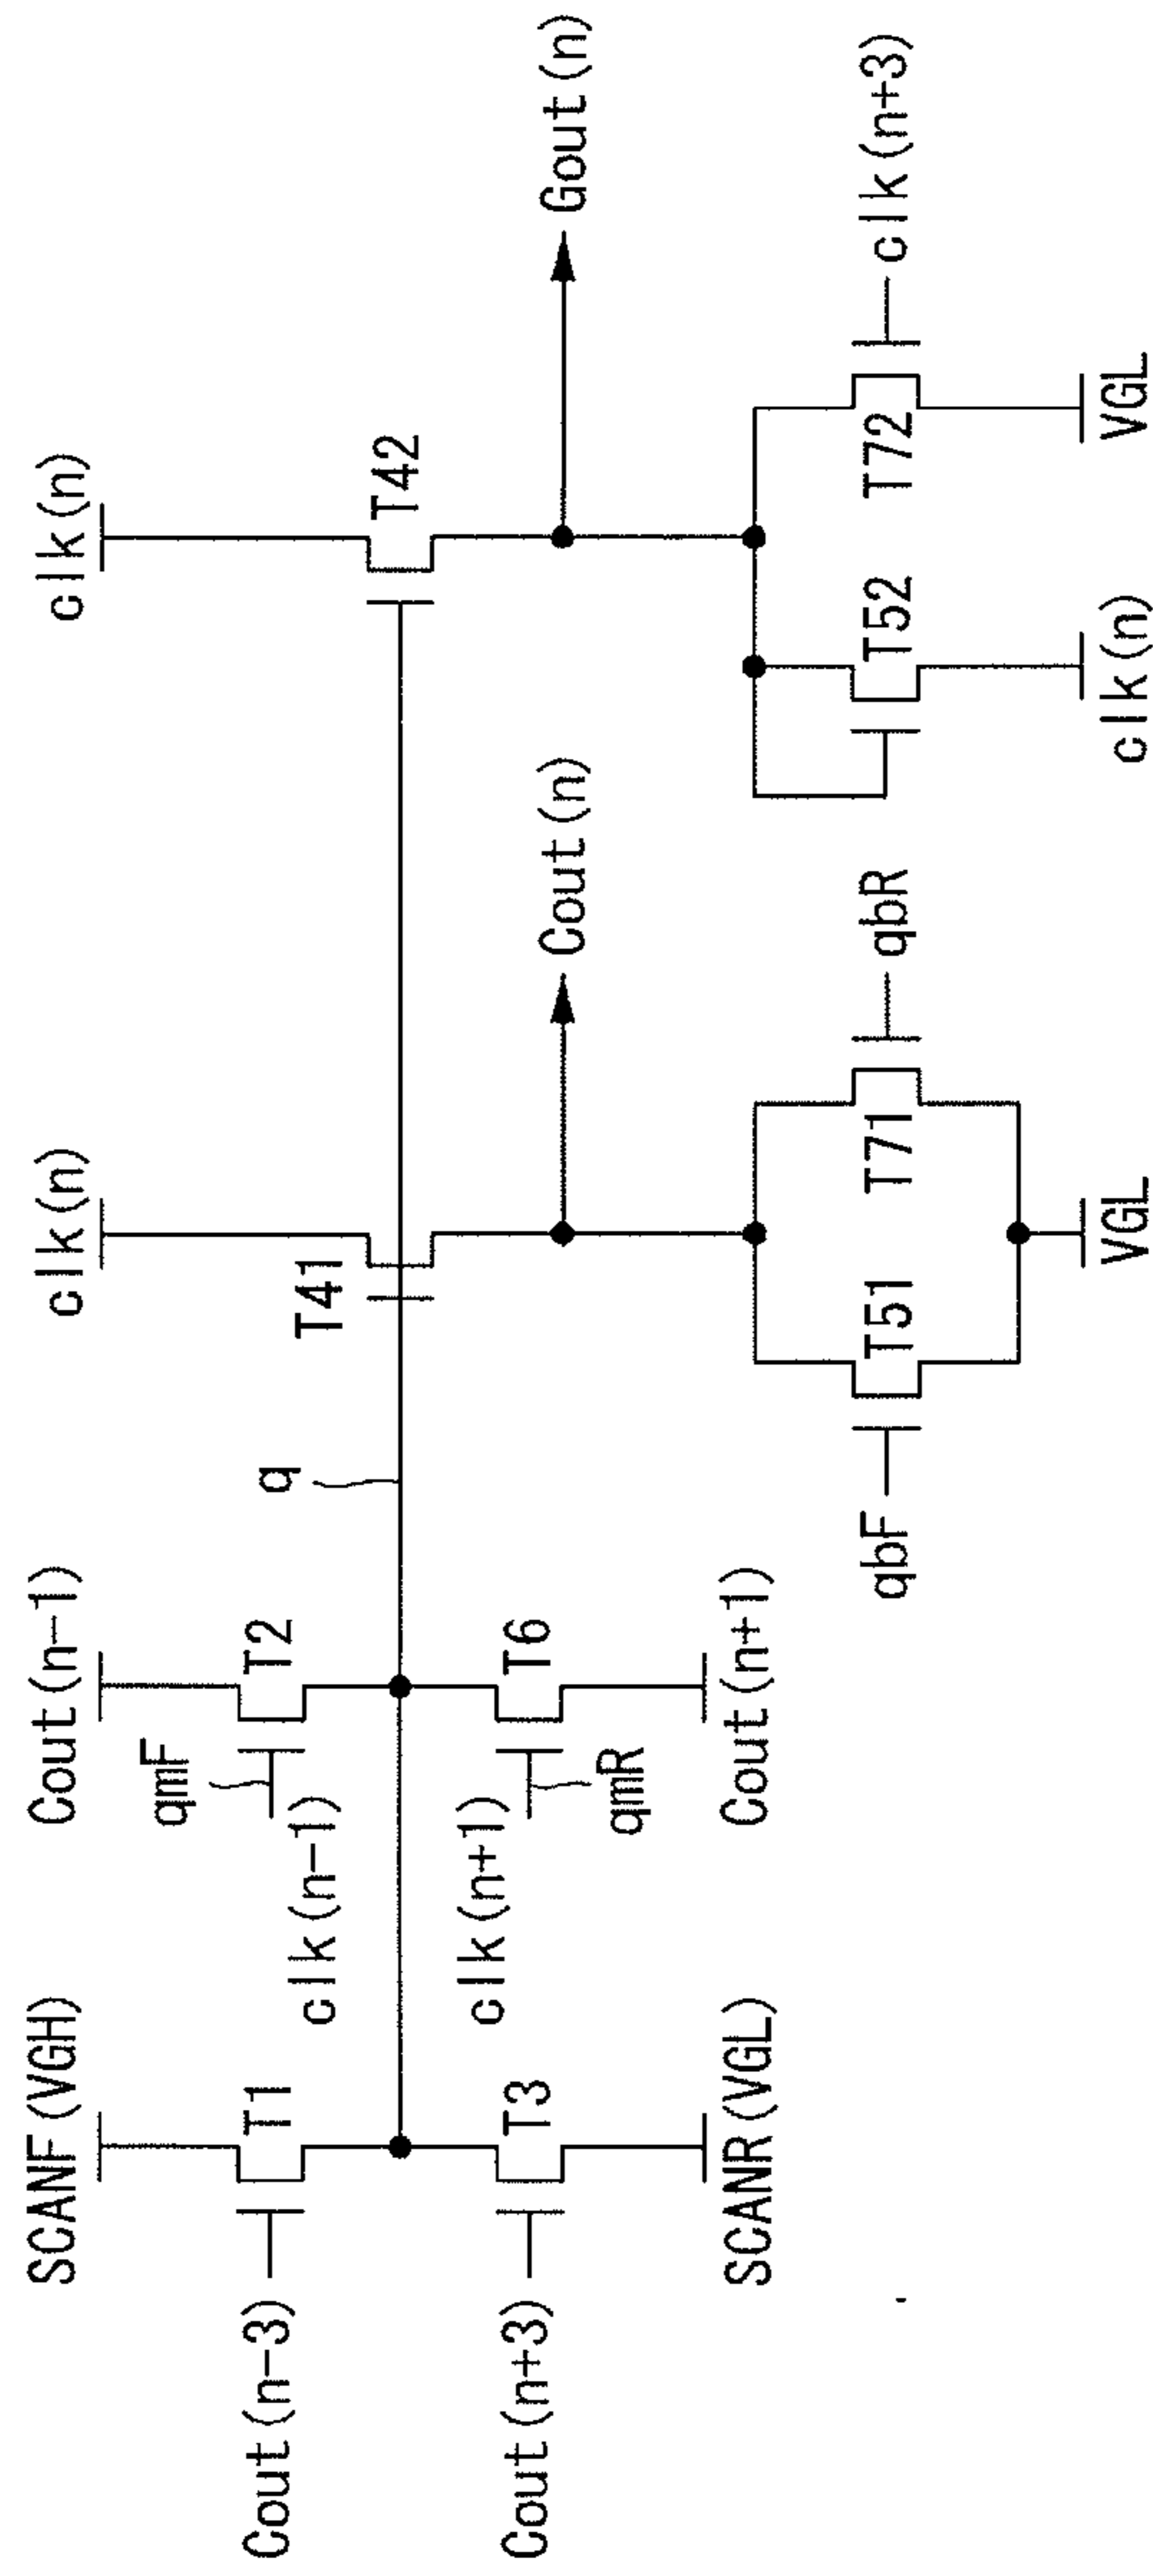 SCANF(VGH)
Cout(n-1)
clk(n)
clk(n)
Cout(n-3)
T1
qmF
T2
clk(n-1)
q
T41
T42
Cout(n+3)
T3
clk(n+1)
T6
qmR
Cout(n)
Gout(n)
SCANR(VGL)
Cout(n+1)
qbF
T51
T71
qbR
T52
T72
clk(n+3)
VGL
clk(n)
VGL